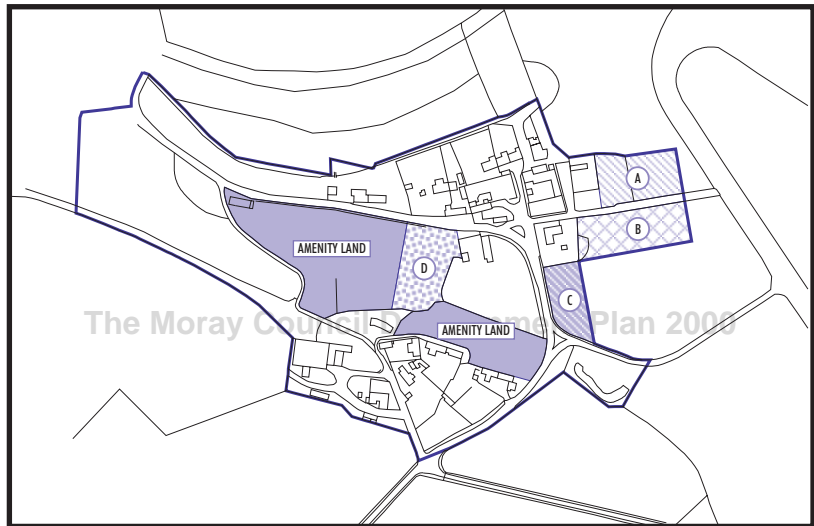 A
B
AMENITY LAND
D
C
AMENITY LAND
The Moray Council Development Plan 2000